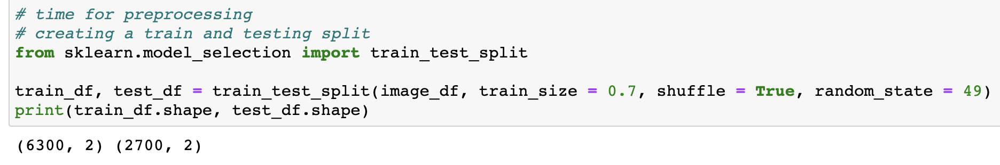 # time for preprocessing
# creating a train and testing split
from sklearn.model_selection import train_test_split
train_df, test_df = train_test_split(image_df, train_size = 0.7, shuffle = True, random_state = 49)
print(train_df.shape, test_df.shape)
(6300, 2) (2700, 2)